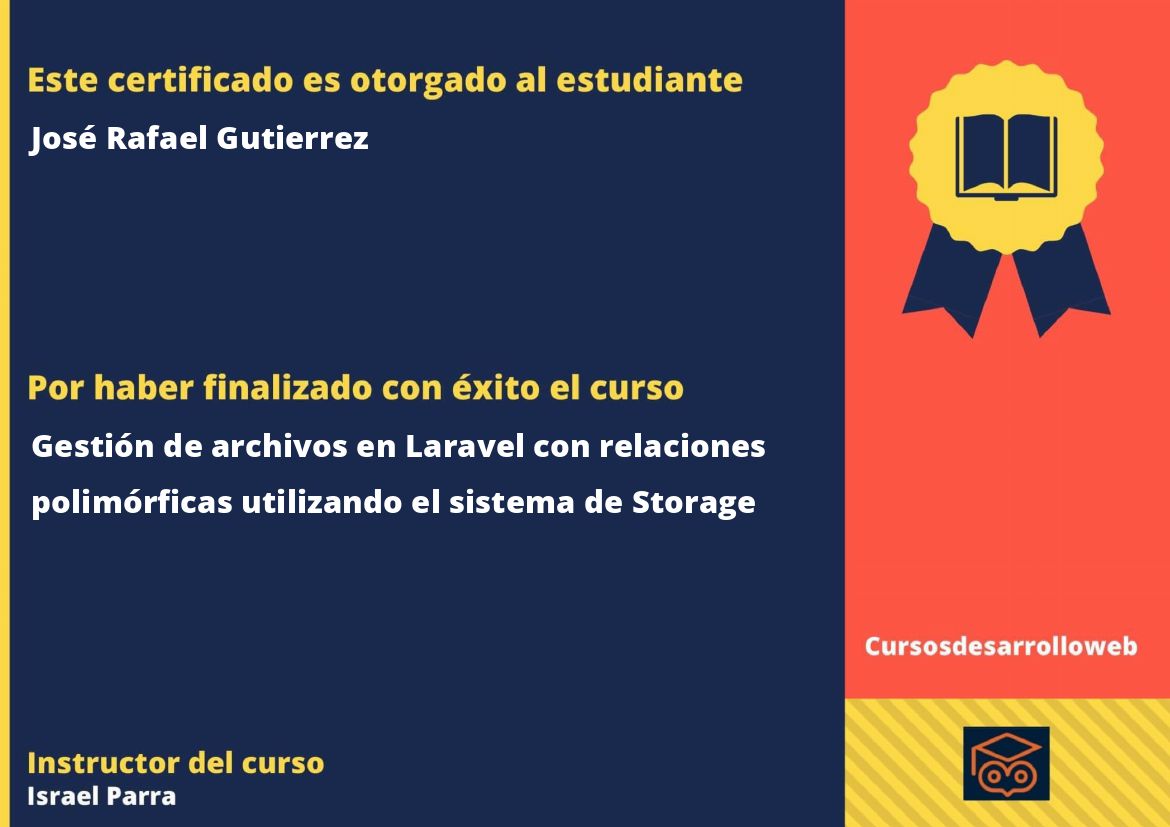 Este certificado es otorgado al estudiante
José Rafael Gutierrez
Por haber finalizado con éxito el curso
Gestión de archivos en Laravel con relaciones
polimórficas utilizando el sistema de Storage
Cursosdesarrolloweb
Instructor del curso
Israel Parra